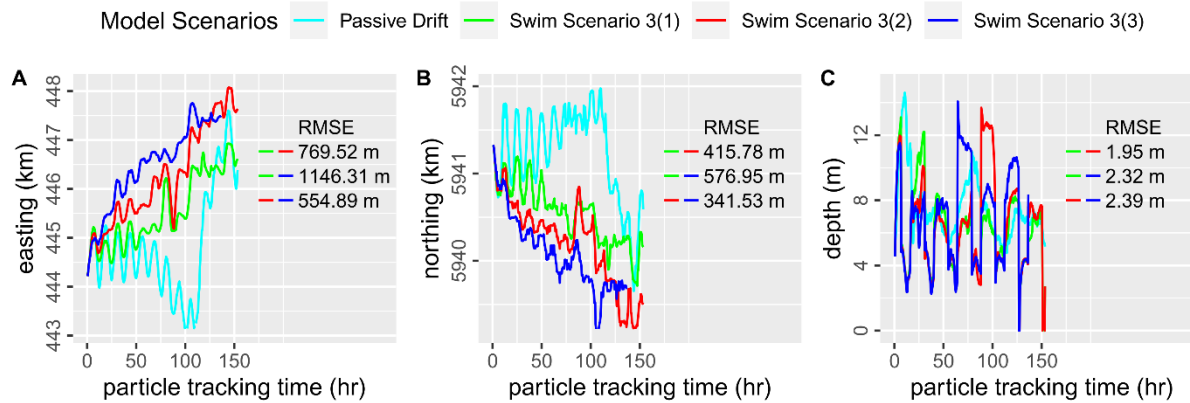 Model Scenarios Passive Drift Swim Scenario 3(1) Swim Scenario 3(2) Swim Scenario 3(3)
A
easting (km)
448
447
446
445
444
443
RMSE
769.52 m
1146.31 m
554.89 m
0 50 100 150
particle tracking time (hr)
B
northing (km)
5942
5941
5940
RMSE
415.78 m
576.95 m
341.53 m
0 50 100 150
particle tracking time (hr)
C
depth (m)
12
8
4
0
RMSE
1.95 m
2.32 m
2.39 m
0 50 100 150
particle tracking time (hr)